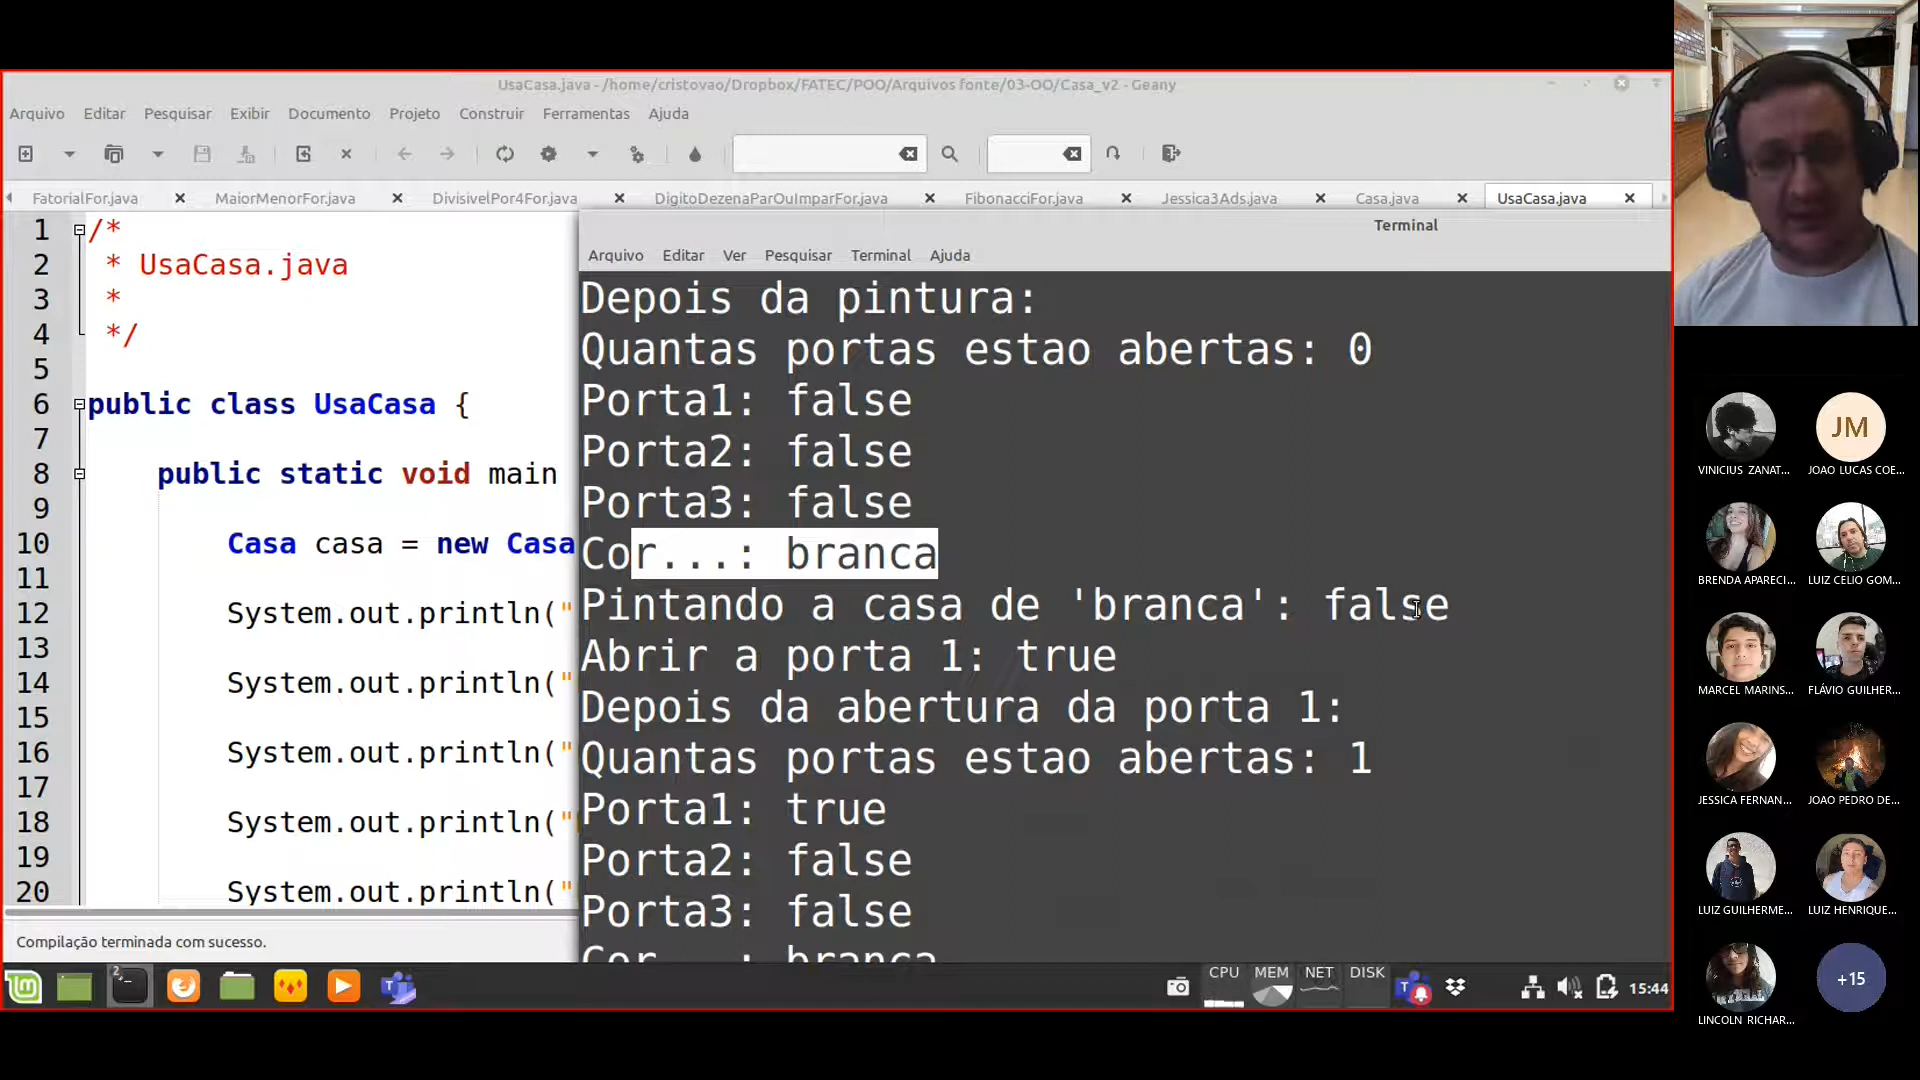 UsaCasa.java - /home/cristovao/Dropbox/FATEC/POO/Arquivos fonte/03-OO/Casa_v2 - Geany
Arquivo Editar Pesquisar Exibir Documento Projeto Construir Ferramentas Ajuda
FatorialFor.java MaiorMenorFor.java DivisivelPor4For.java DigitoDezenaParOuImparFor.java FibonacciFor.java Jessica3Ads.java Casa.java UsaCasa.java
1 /*
2 * UsaCasa.java
3 *
4 */
5
6 public class UsaCasa {
7
8 public static void main
9
10 Casa casa = new Casa
11
12 System.out.println("
13
14 System.out.println("
15
16 System.out.println("
17
18 System.out.println("
19
20 System.out.println("
Compilação terminada com sucesso.
Terminal
Arquivo Editar Ver Pesquisar Terminal Ajuda
Depois da pintura:
Quantas portas estao abertas: 0
Porta1: false
Porta2: false
Porta3: false
Cor...: branca
Pintando a casa de 'branca': false
Abrir a porta 1: true
Depois da abertura da porta 1:
Quantas portas estao abertas: 1
Porta1: true
Porta2: false
Porta3: false
Cor...: branca
2
CPU MEM NET DISK
15:44
JM
VINICIUS ZANAT... JOAO LUCAS COE...
BRENDA APARECI... LUIZ CELIO GOM...
MARCEL MARINS... FLÁVIO GUILHER...
JESSICA FERNAN... JOAO PEDRO DE...
LUIZ GUILHERME... LUIZ HENRIQUE...
+15
LINCOLN RICHAR...